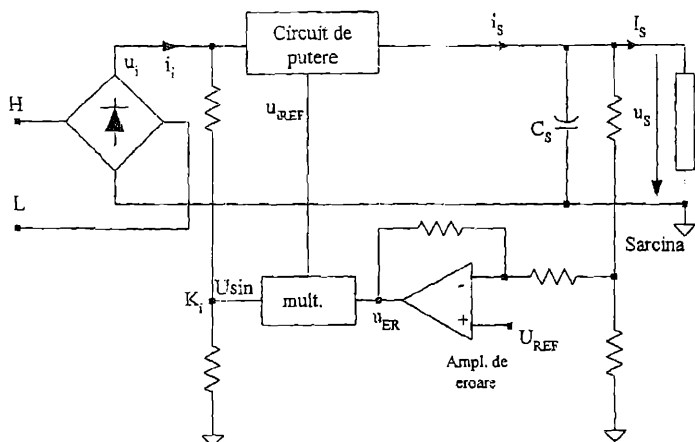 Circuit de
putere
i_S
I_S
u_i
i_i
H
u_iREF
C_S
u_S
L
Sarcina
K_i
Usin
mult.
u_ER
-
+
U_REF
Ampl. de
eroare